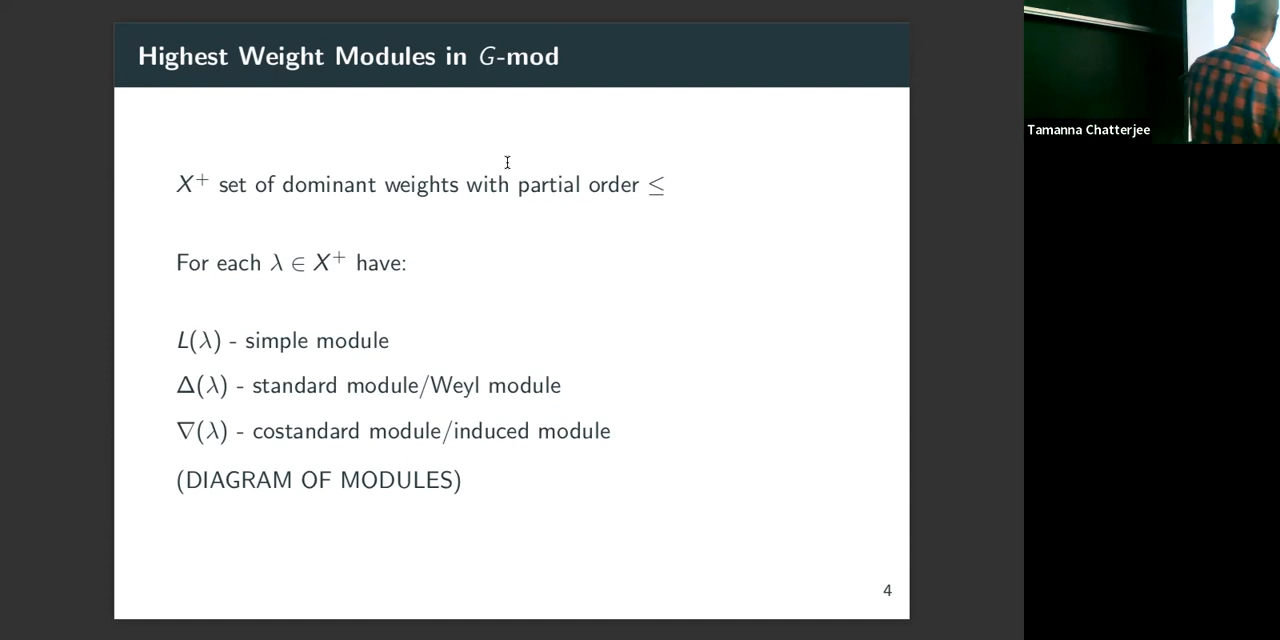 Highest Weight Modules in G-mod
X⁺ set of dominant weights with partial order ≤
For each λ ∈ X⁺ have:
L(λ) - simple module
Δ(λ) - standard module/Weyl module
∇(λ) - costandard module/induced module
(DIAGRAM OF MODULES)
4
Tamanna Chatterjee